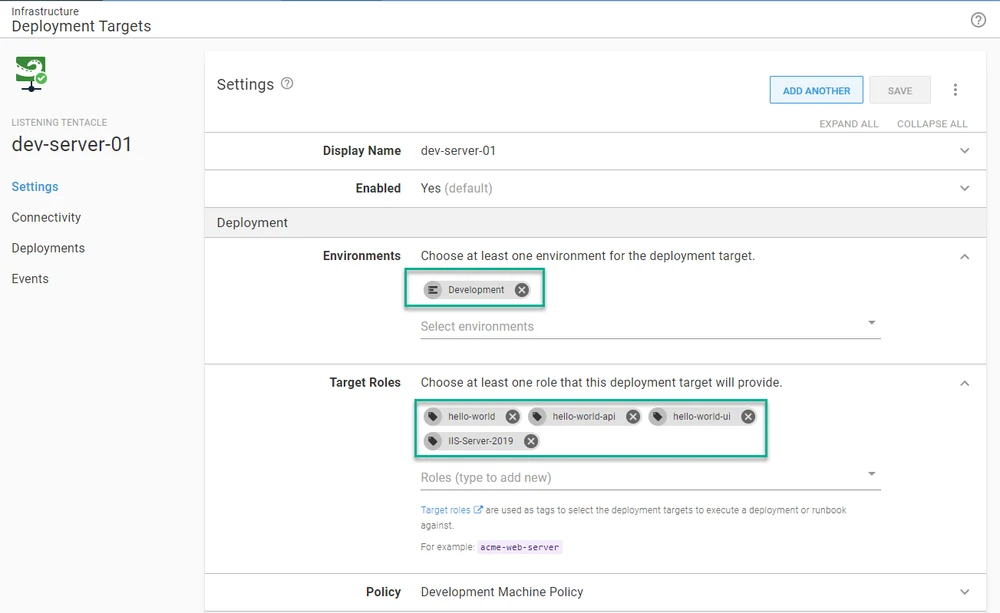 Infrastructure
Deployment Targets
LISTENING TENTACLE
dev-server-01
Settings
Connectivity
Deployments
Events
Settings
ADD ANOTHER
SAVE
EXPAND ALL
COLLAPSE ALL
Display Name
dev-server-01
Enabled
Yes (default)
Deployment
Environments
Choose at least one environment for the deployment target.
Development
Select environments
Target Roles
Choose at least one role that this deployment target will provide.
hello-world
hello-world-api
hello-world-ui
IIS-Server-2019
Roles (type to add new)
Target roles are used as tags to select the deployment targets to execute a deployment or runbook
against.
For example: acme-web-server
Policy
Development Machine Policy